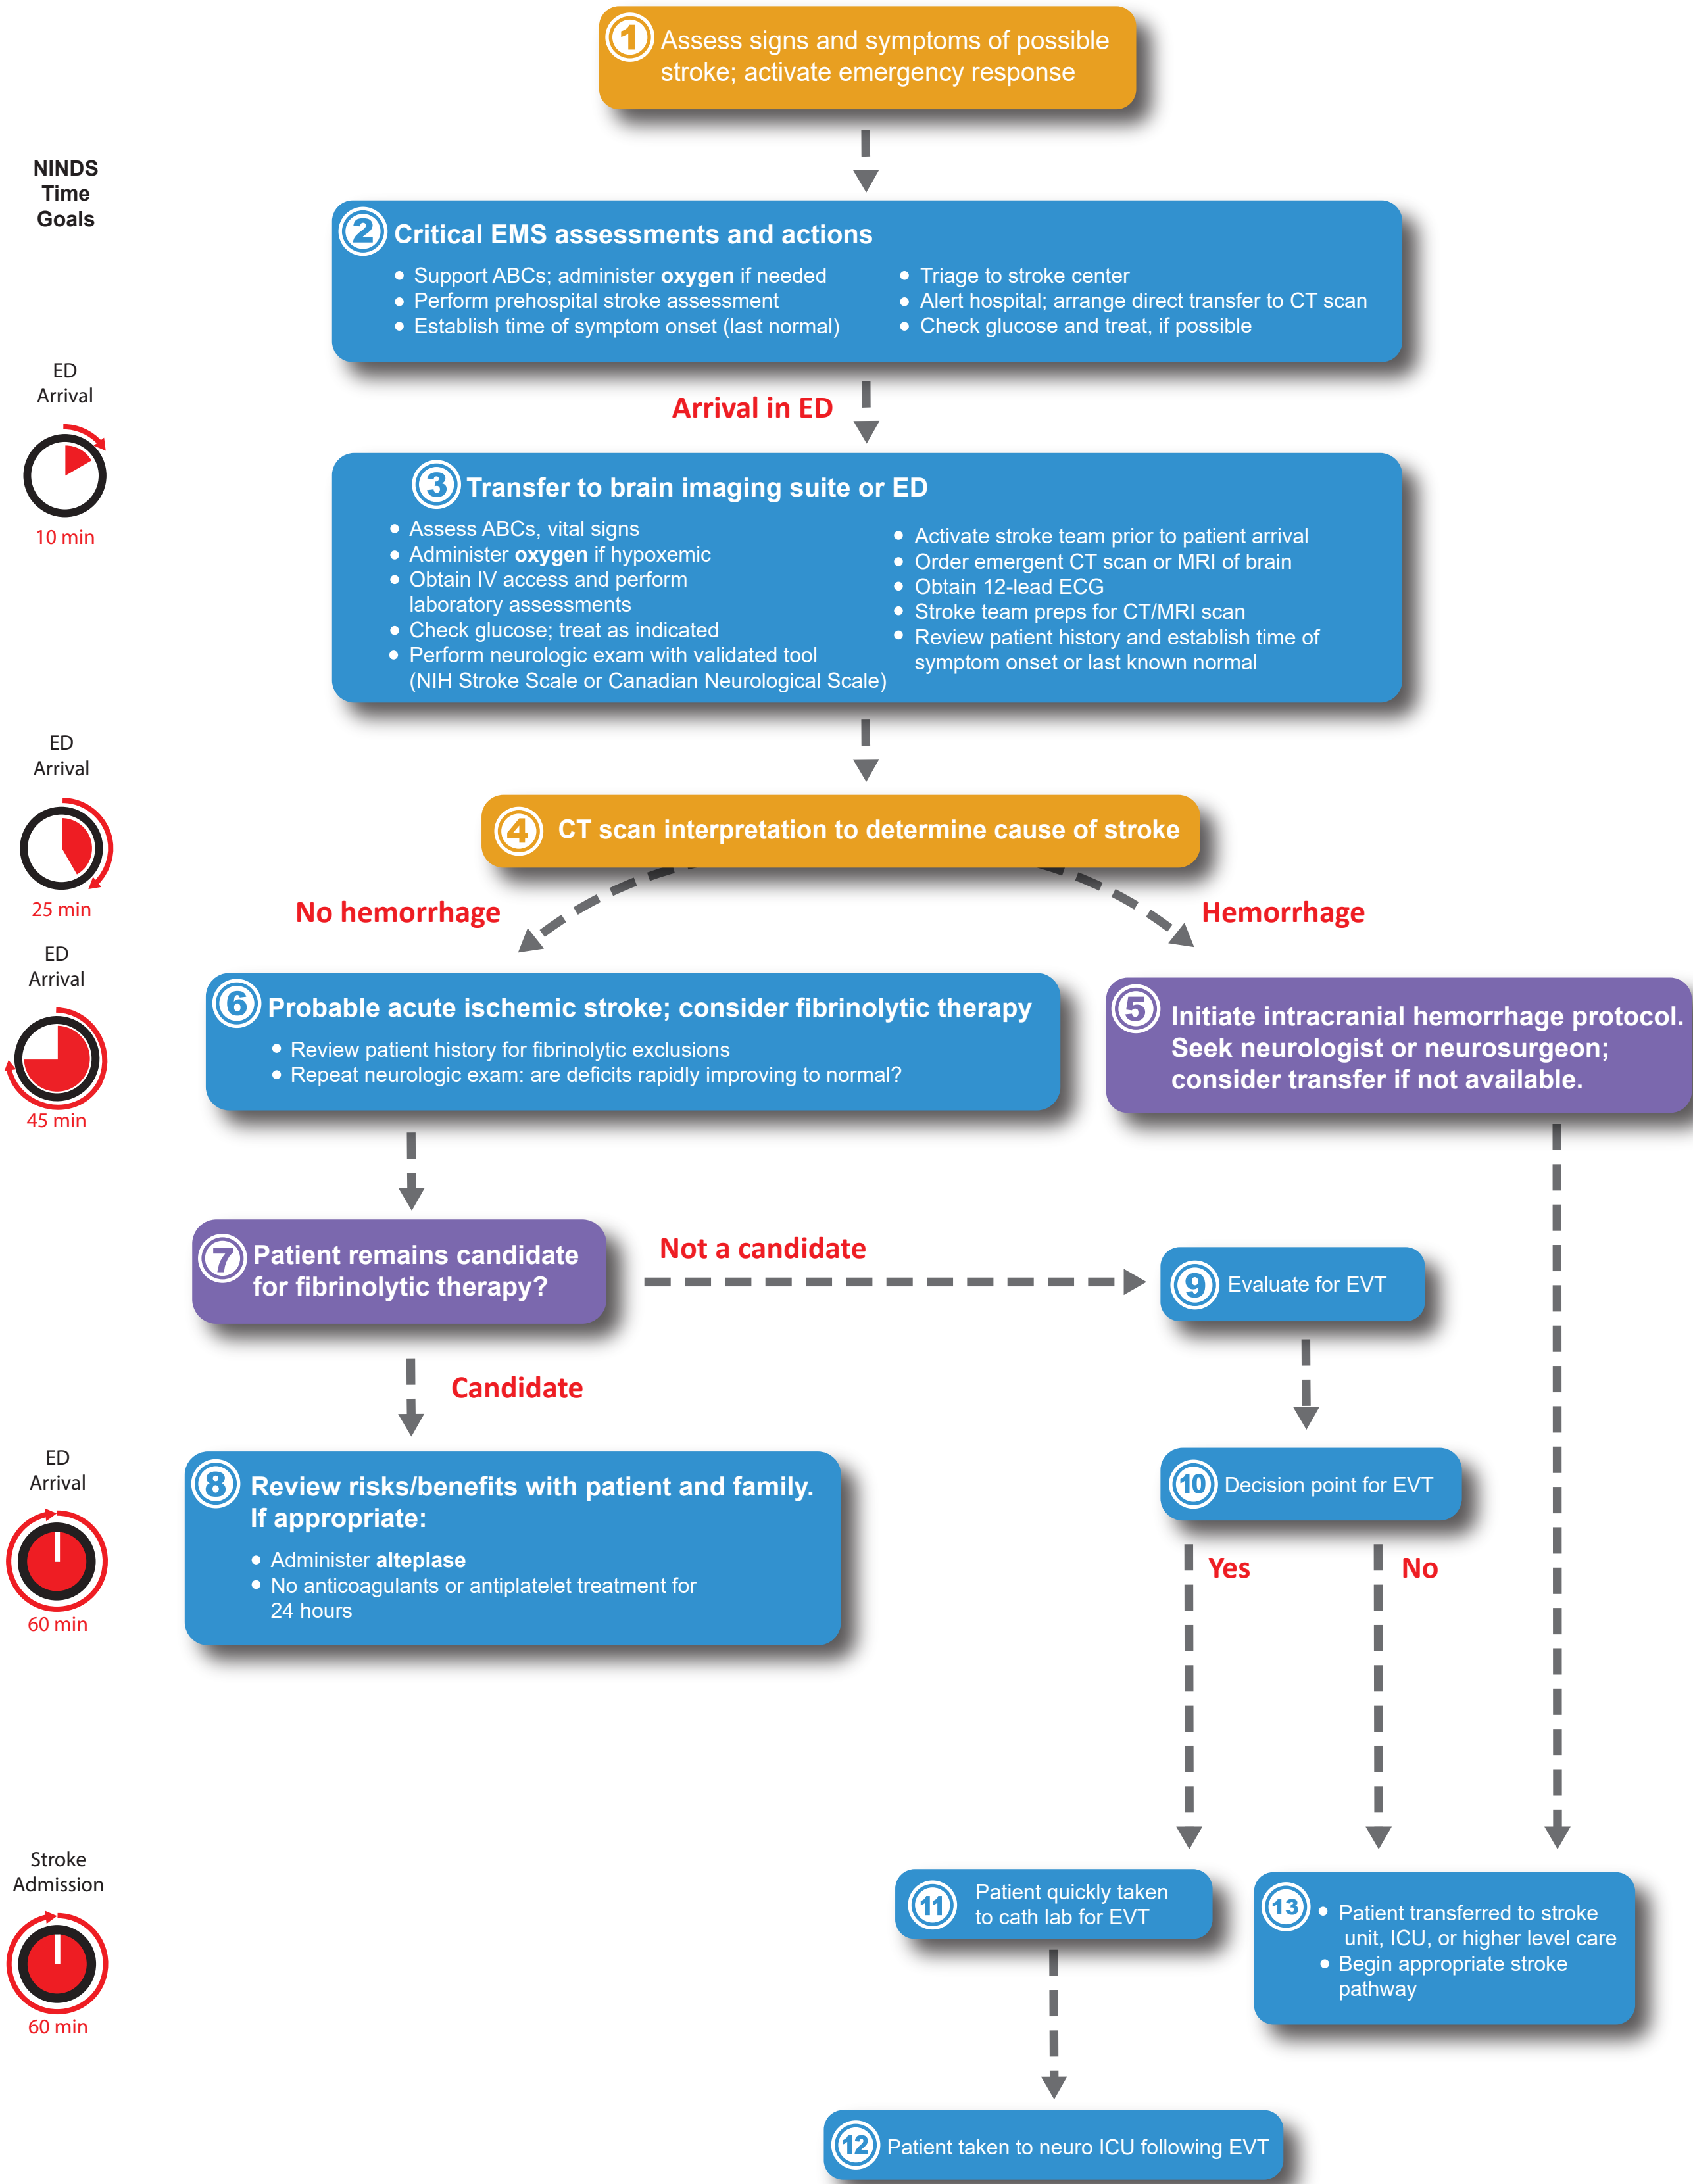 1
Assess signs and symptoms of possible
stroke; activate emergency response
NINDS
Time
Goals
2
Critical EMS assessments and actions
• Support ABCs; administer oxygen if needed
• Perform prehospital stroke assessment
• Establish time of symptom onset (last normal)
• Triage to stroke center
• Alert hospital; arrange direct transfer to CT scan
• Check glucose and treat, if possible
ED
Arrival
10 min
Arrival in ED
3
Transfer to brain imaging suite or ED
• Assess ABCs, vital signs
• Administer oxygen if hypoxemic
• Obtain IV access and perform
laboratory assessments
• Check glucose; treat as indicated
• Perform neurologic exam with validated tool
(NIH Stroke Scale or Canadian Neurological Scale)
• Activate stroke team prior to patient arrival
• Order emergent CT scan or MRI of brain
• Obtain 12-lead ECG
• Stroke team preps for CT/MRI scan
• Review patient history and establish time of
symptom onset or last known normal
ED
Arrival
25 min
4
CT scan interpretation to determine cause of stroke
No hemorrhage
Hemorrhage
ED
Arrival
45 min
6
Probable acute ischemic stroke; consider fibrinolytic therapy
• Review patient history for fibrinolytic exclusions
• Repeat neurologic exam: are deficits rapidly improving to normal?
5
Initiate intracranial hemorrhage protocol.
Seek neurologist or neurosurgeon;
consider transfer if not available.
7
Patient remains candidate
for fibrinolytic therapy?
Not a candidate
9
Evaluate for EVT
Candidate
ED
Arrival
60 min
8
Review risks/benefits with patient and family.
If appropriate:
• Administer alteplase
• No anticoagulants or antiplatelet treatment for
24 hours
10
Decision point for EVT
Yes
No
Stroke
Admission
60 min
11
Patient quickly taken
to cath lab for EVT
13
• Patient transferred to stroke
unit, ICU, or higher level care
• Begin appropriate stroke
pathway
12
Patient taken to neuro ICU following EVT